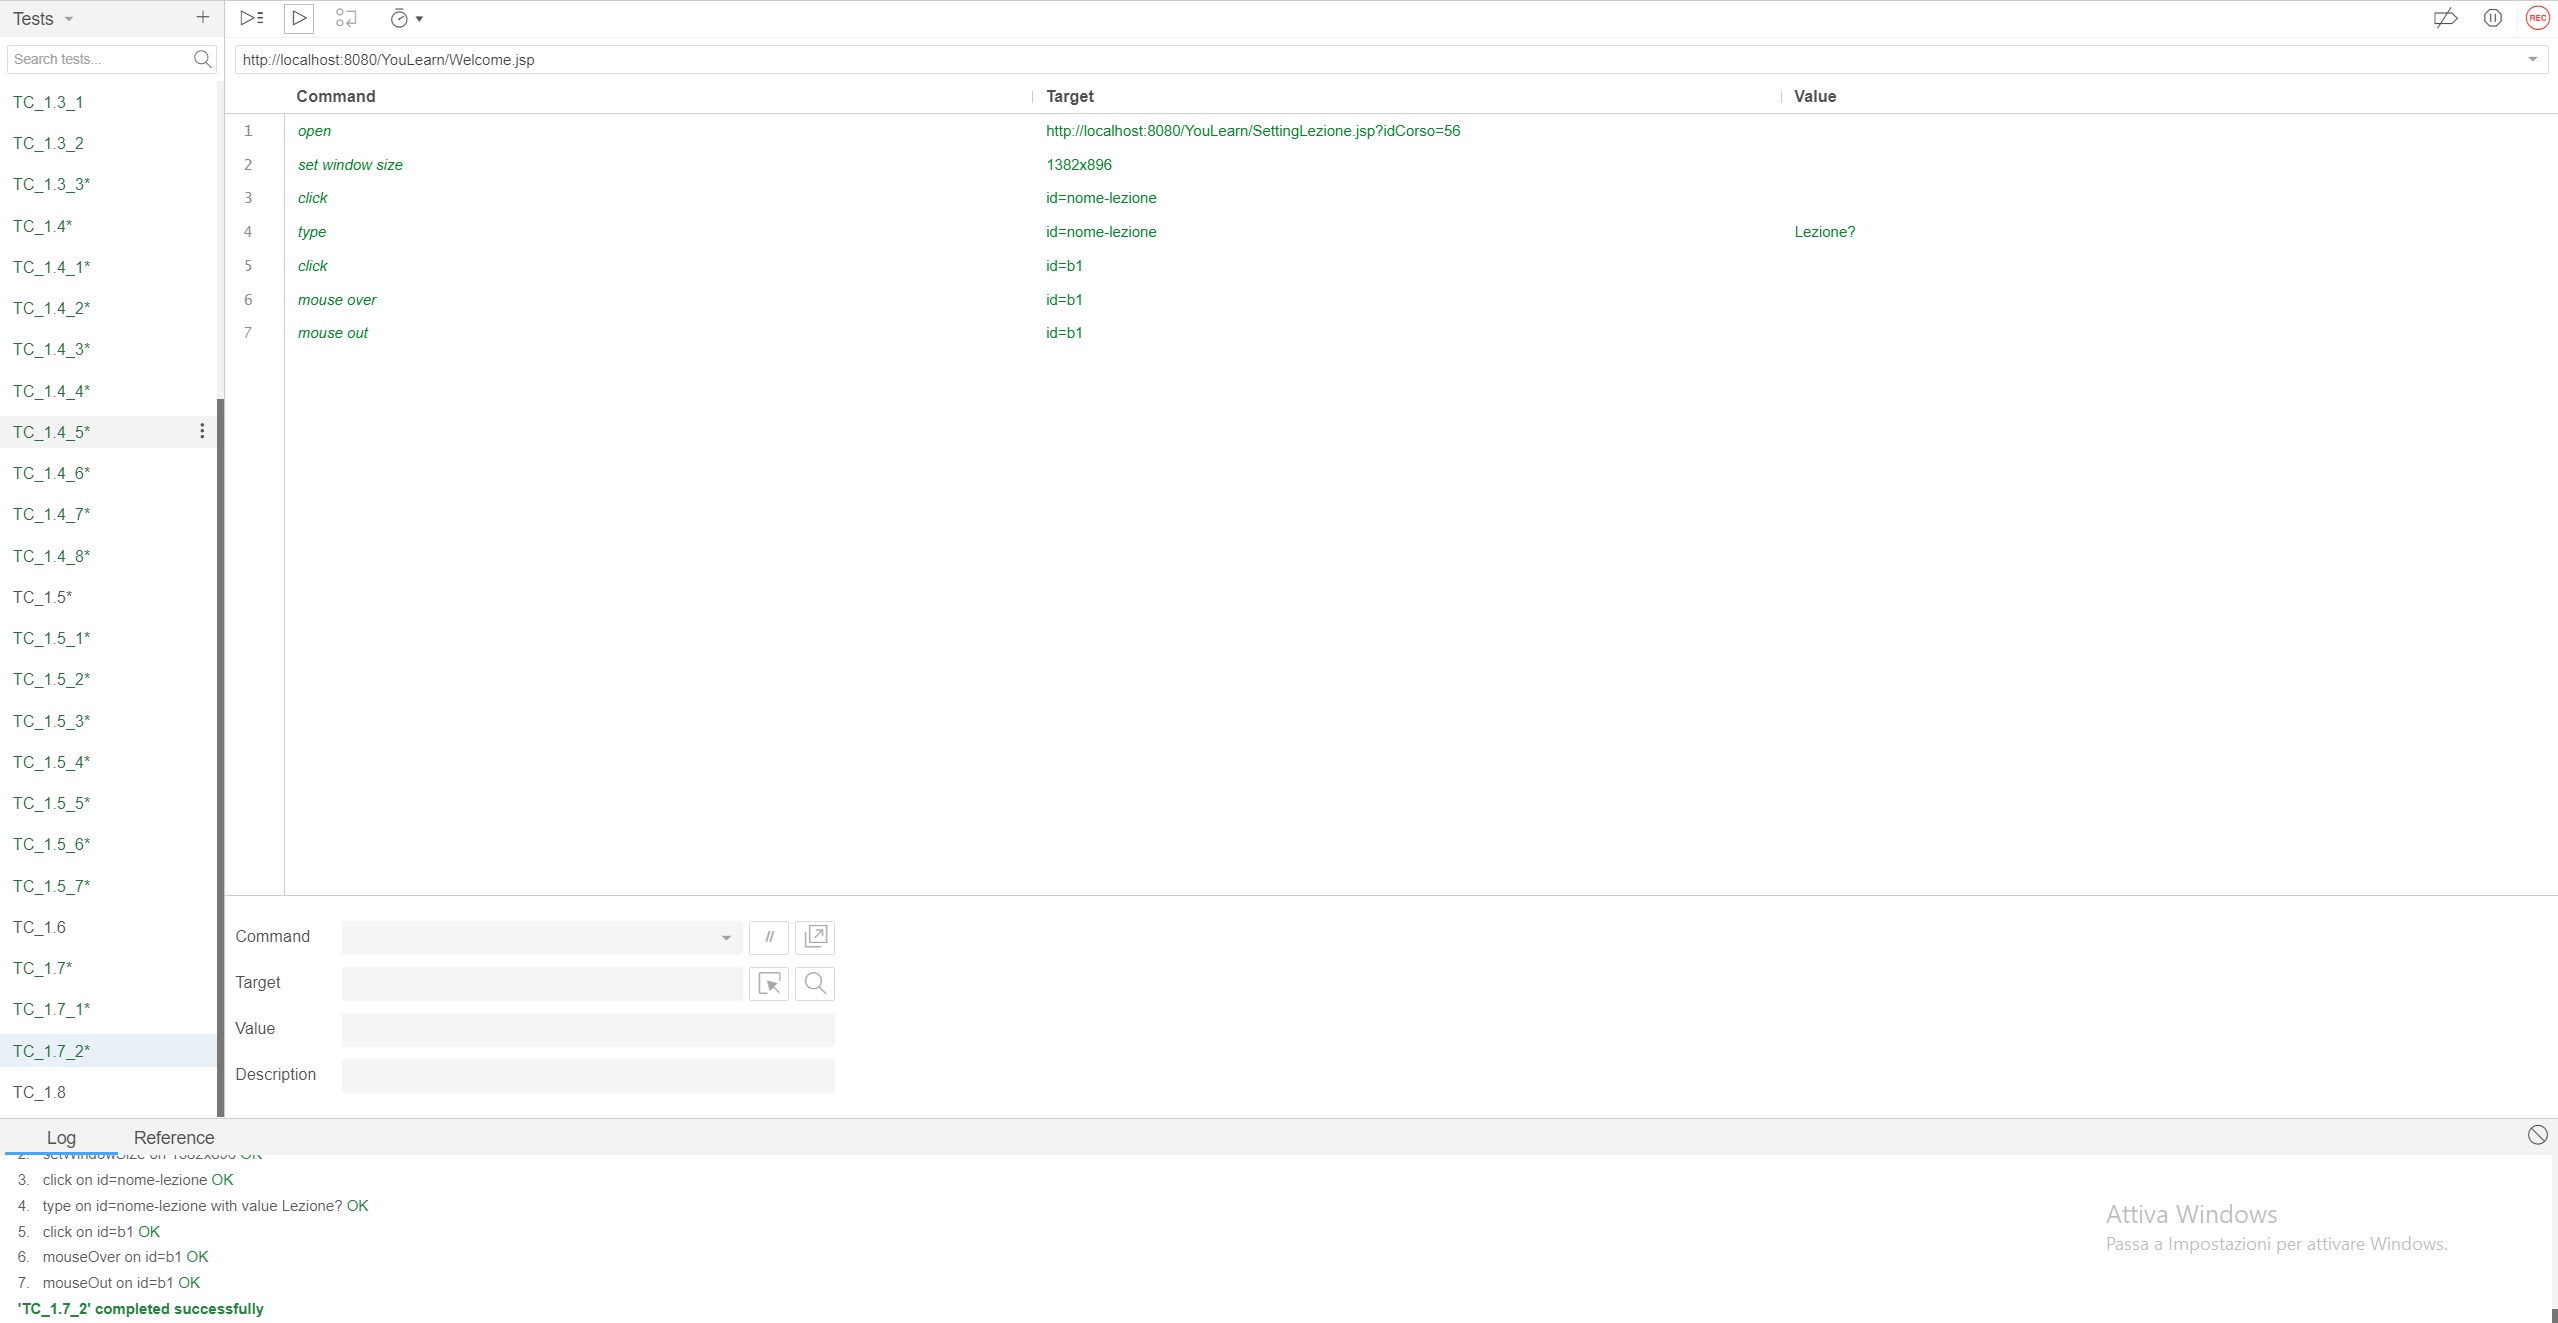 Tests
Search tests...
TC_1.3_1
TC_1.3_2
TC_1.3_3*
TC_1.4*
TC_1.4_1*
TC_1.4_2*
TC_1.4_3*
TC_1.4_4*
TC_1.4_5*
TC_1.4_6*
TC_1.4_7*
TC_1.4_8*
TC_1.5*
TC_1.5_1*
TC_1.5_2*
TC_1.5_3*
TC_1.5_4*
TC_1.5_5*
TC_1.5_6*
TC_1.5_7*
TC_1.6
TC_1.7*
TC_1.7_1*
TC_1.7_2*
TC_1.8
REC
http://localhost:8080/YouLearn/Welcome.jsp
Command Target Value
1 open http://localhost:8080/YouLearn/SettingLezione.jsp?idCorso=56
2 set window size 1382x896
3 click id=nome-lezione
4 type id=nome-lezione Lezione?
5 click id=b1
6 mouse over id=b1
7 mouse out id=b1
Command //
Target
Value
Description
Log Reference
2. setWindowSize on 1382x896 OK
3. click on id=nome-lezione OK
4. type on id=nome-lezione with value Lezione? OK
5. click on id=b1 OK
6. mouseOver on id=b1 OK
7. mouseOut on id=b1 OK
'TC_1.7_2' completed successfully
Attiva Windows
Passa a Impostazioni per attivare Windows.